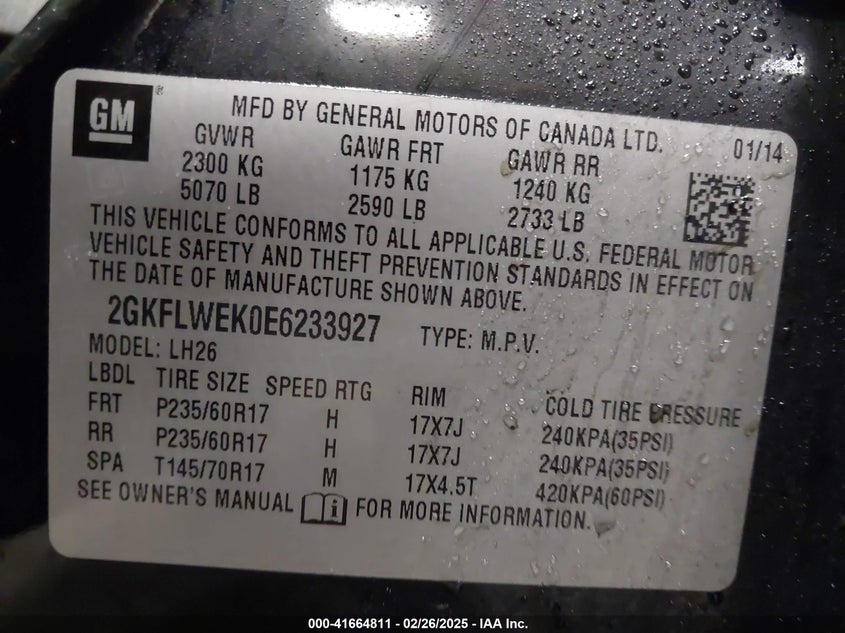 GM®
MFD BY GENERAL MOTORS OF CANADA LTD. 01/14
GVWR GAWR FRT GAWR RR
2300 KG 1175 KG 1240 KG
5070 LB 2590 LB 2733 LB
THIS VEHICLE CONFORMS TO ALL APPLICABLE U.S. FEDERAL MOTOR
VEHICLE SAFETY AND THEFT PREVENTION STANDARDS IN EFFECT ON
THE DATE OF MANUFACTURE SHOWN ABOVE.
2GKFLWEK0E6233927 TYPE: M.P.V.
MODEL: LH26
LBDL TIRE SIZE SPEED RTG RIM COLD TIRE PRESSURE
FRT P235/60R17 H 17X7J 240KPA(35PSI)
RR P235/60R17 H 17X7J 240KPA(35PSI)
SPA T145/70R17 M 17X4.5T 420KPA(60PSI)
SEE OWNER'S MANUAL FOR MORE INFORMATION.
000-41664811 - 02/26/2025 - IAA Inc.